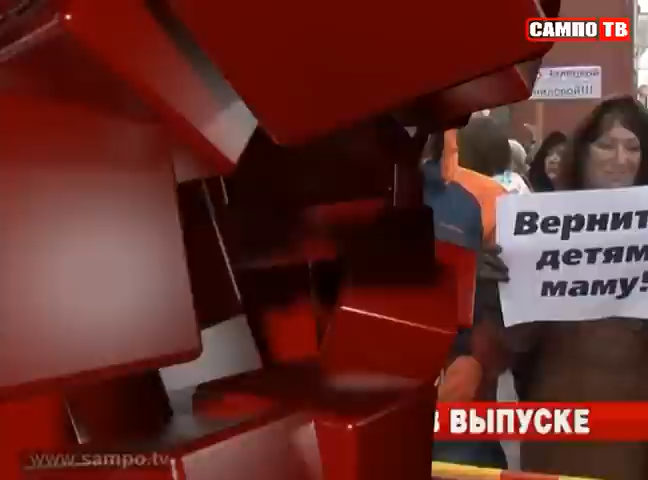 САМПО ТВ
Вернит
детям
маму!
В ВЫПУСКЕ
www.sampo.tv